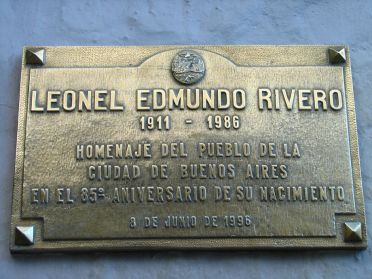 LEONEL EDMUNDO RIVERO
1911 - 1986
HOMENAJE DEL PUEBLO DE LA
CIUDAD DE BUENOS AIRES
EN EL 85º ANIVERSARIO DE SU NACIMIENTO
8 DE JUNIO DE 1996